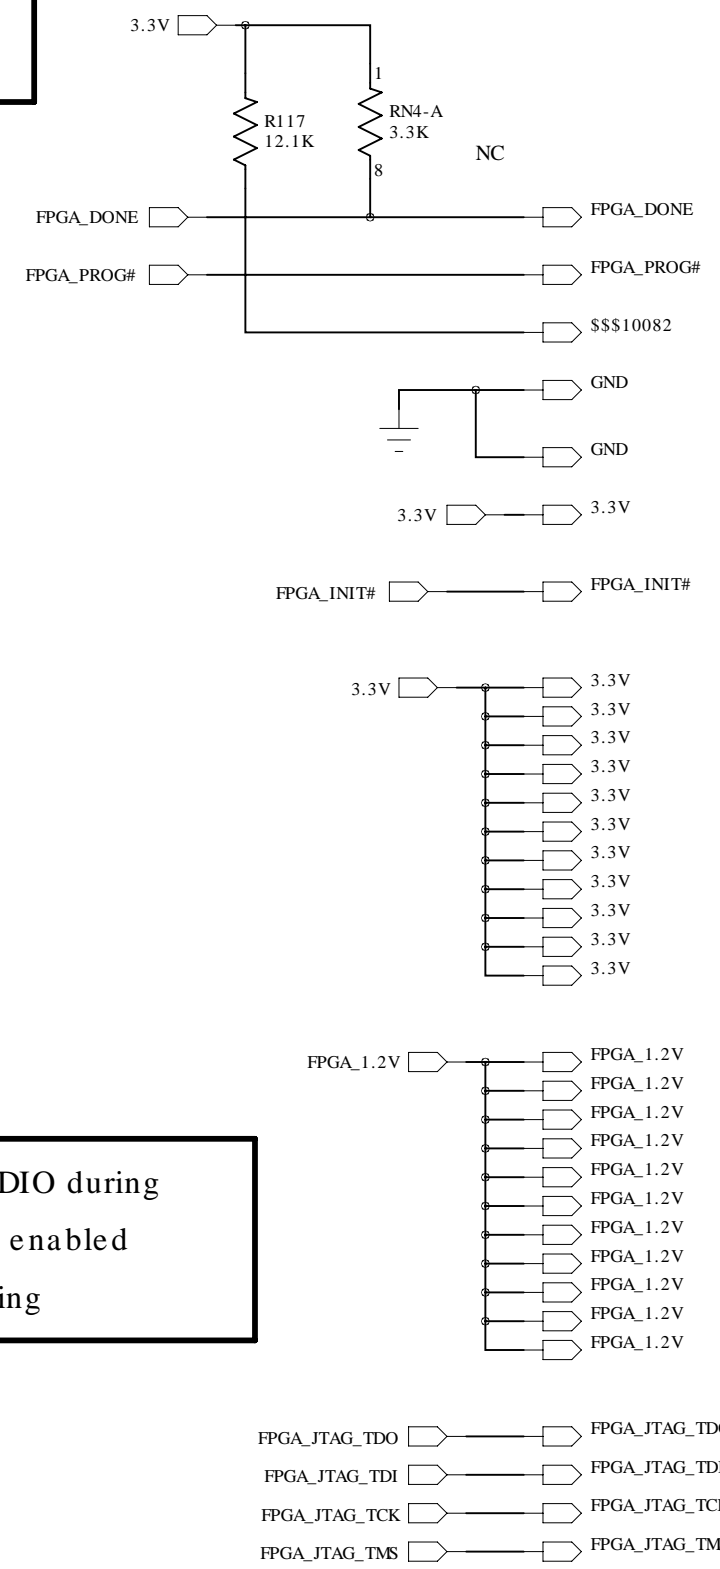 3.3V
1
R117
12.1K
RN4-A
3.3K
NC
8
FPGA_DONE
FPGA_DONE
FPGA_PROG#
FPGA_PROG#
$$$10082
GND
GND
3.3V
3.3V
FPGA_INIT#
FPGA_INIT#
3.3V
3.3V
3.3V
3.3V
3.3V
3.3V
3.3V
3.3V
3.3V
3.3V
3.3V
3.3V
FPGA_1.2V
FPGA_1.2V
FPGA_1.2V
FPGA_1.2V
FPGA_1.2V
FPGA_1.2V
FPGA_1.2V
FPGA_1.2V
FPGA_1.2V
FPGA_1.2V
FPGA_1.2V
FPGA_1.2V
DIO during
enabled
ing
FPGA_JTAG_TDO
FPGA_JTAG_TDO
FPGA_JTAG_TDI
FPGA_JTAG_TDI
FPGA_JTAG_TCK
FPGA_JTAG_TCK
FPGA_JTAG_TMS
FPGA_JTAG_TM